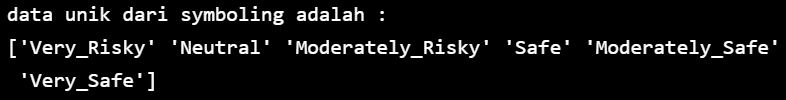 data unik dari symboling adalah :
['Very_Risky' 'Neutral' 'Moderately_Risky' 'Safe' 'Moderately_Safe'
 'Very_Safe']